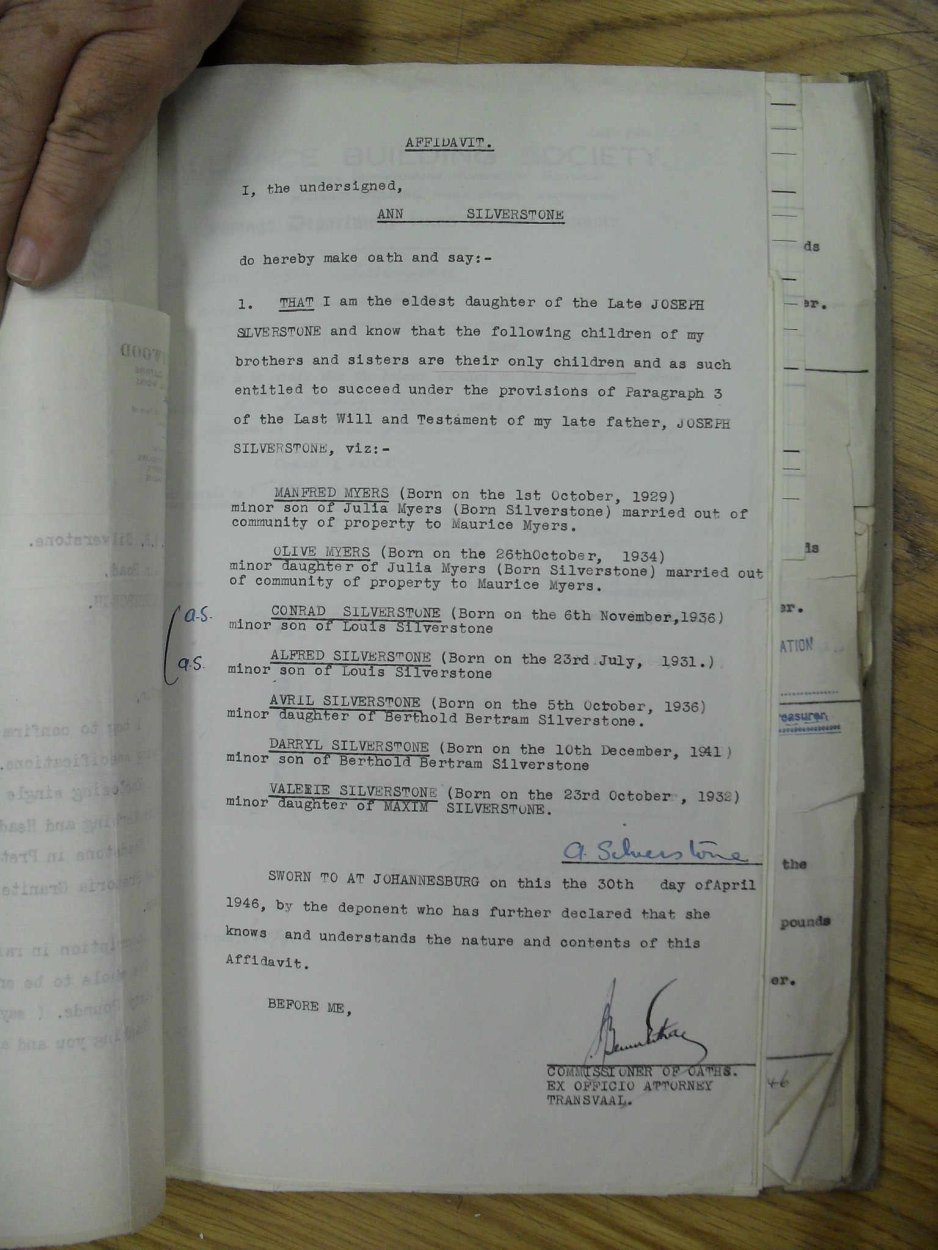 AFFIDAVIT.
I, the undersigned,
ANN SILVERSTONE
do hereby make oath and say:-
1. THAT I am the eldest daughter of the Late JOSEPH
SILVERSTONE and know that the following children of my
brothers and sisters are their only children and as such
entitled to succeed under the provisions of Paragraph 3
of the Last Will and Testament of my late father, JOSEPH
SILVERSTONE, viz:-
MANFRED MYERS (Born on the 1st October, 1929)
minor son of Julia Myers (Born Silverstone) married out of
community of property to Maurice Myers.
OLIVE MYERS (Born on the 26thOctober, 1934)
minor daughter of Julia Myers (Born Silverstone) married out
of community of property to Maurice Myers.
a.s. CONRAD SILVERSTONE (Born on the 6th November,1936)
minor son of Louis Silverstone
a.s. ALFRED SILVERSTONE (Born on the 23rd July, 1931.)
minor son of Louis Silverstone
AVRIL SILVERSTONE (Born on the 5th October, 1936)
minor daughter of Berthold Bertram Silverstone.
DARRYL SILVERSTONE (Born on the 10th December, 1941)
minor son of Berthold Bertram Silverstone
VALERIE SILVERSTONE (Born on the 23rd October , 1932)
minor daughter of MAXIM SILVERSTONE.
a. Silverstone
SWORN TO AT JOHANNESBURG on this the 30th day ofApril
1946, by the deponent who has further declared that she
knows and understands the nature and contents of this
Affidavit.
BEFORE ME,
COMMISSIONER OF OATHS.
EX OFFICIO ATTORNEY
TRANSVAAL.
ds
er.
is
er.
ATION
easurer.
the
pounds
er.
46